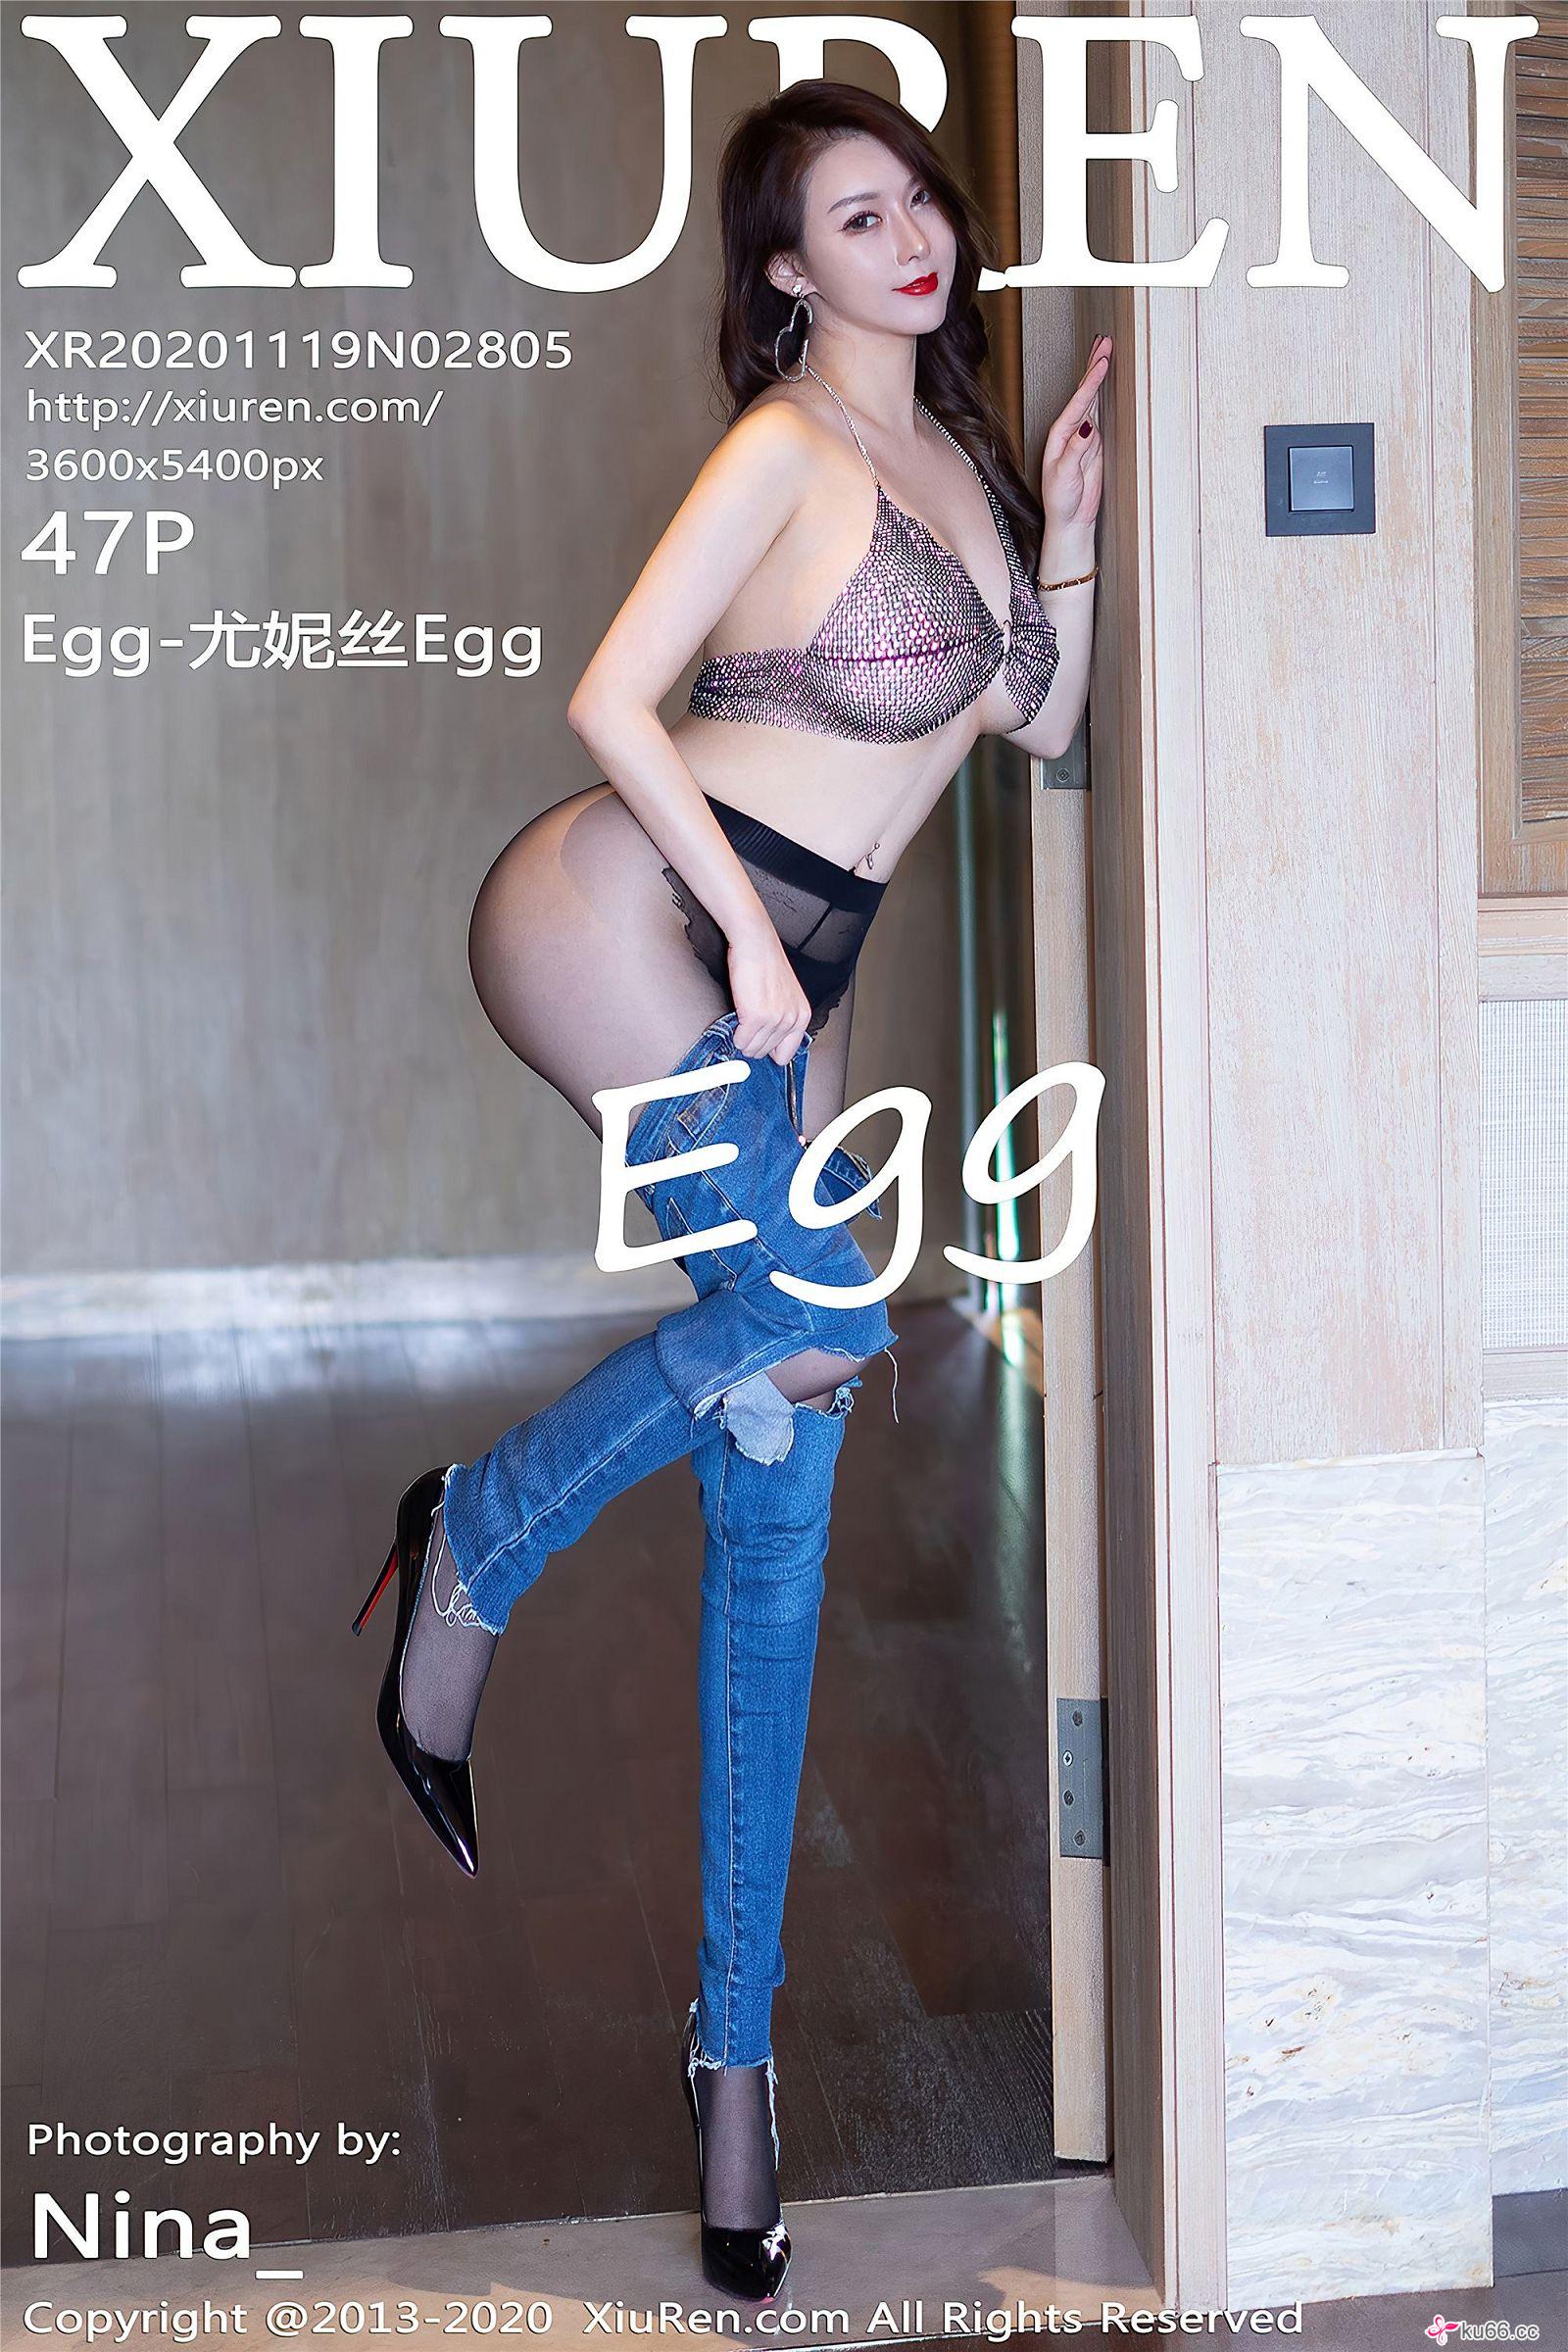 XIUREN
XR20201119N02805
http://xiuren.com/
3600x5400px
47P
Egg-尤妮丝Egg
Egg
Photography by:
Nina_
Copyright @2013-2020 XiuRen.com All Rights Reserved
ku66.cc